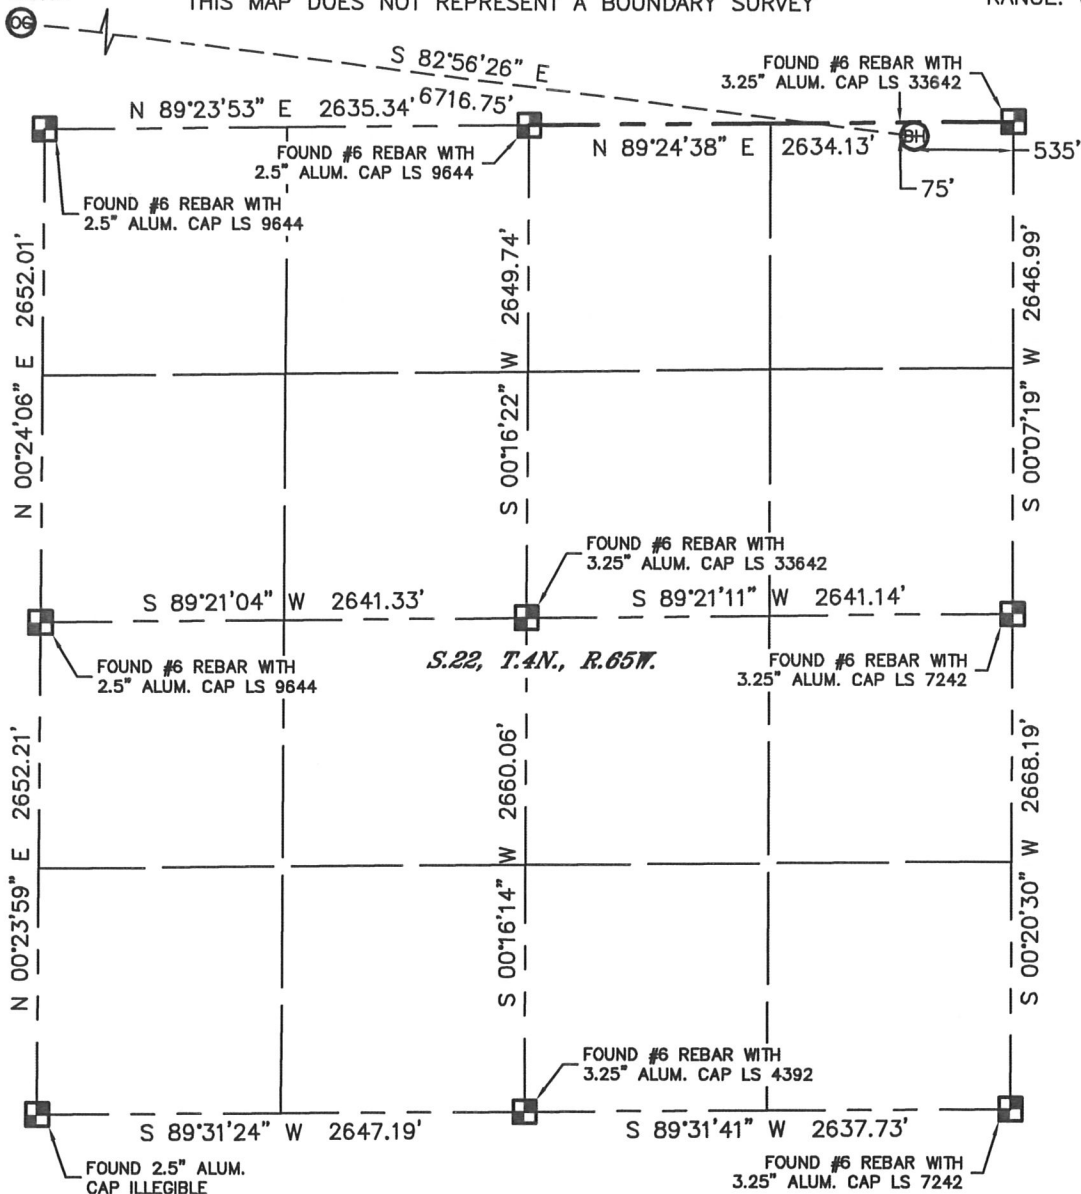 THIS MAP DOES NOT REPRESENT A BOUNDARY SURVEY
RANGE:
OG
S 82°56'26" E
6716.75'
FOUND #6 REBAR WITH
3.25" ALUM. CAP LS 33642
N 89°23'53" E 2635.34'
FOUND #6 REBAR WITH
2.5" ALUM. CAP LS 9644
N 89°24'38" E 2634.13'
BH
535'
75'
FOUND #6 REBAR WITH
2.5" ALUM. CAP LS 9644
N 00°24'06" E 2652.01'
S 00°16'22" W 2649.74'
S 00°07'19" W 2646.99'
FOUND #6 REBAR WITH
3.25" ALUM. CAP LS 33642
S 89°21'04" W 2641.33'
S 89°21'11" W 2641.14'
S.22, T.4N., R.65W.
FOUND #6 REBAR WITH
2.5" ALUM. CAP LS 9644
FOUND #6 REBAR WITH
3.25" ALUM. CAP LS 7242
N 00°23'59" E 2652.21'
S 00°16'14" W 2660.06'
S 00°20'30" W 2668.19'
FOUND #6 REBAR WITH
3.25" ALUM. CAP LS 4392
S 89°31'24" W 2647.19'
S 89°31'41" W 2637.73'
FOUND 2.5" ALUM.
CAP ILLEGIBLE
FOUND #6 REBAR WITH
3.25" ALUM. CAP LS 7242